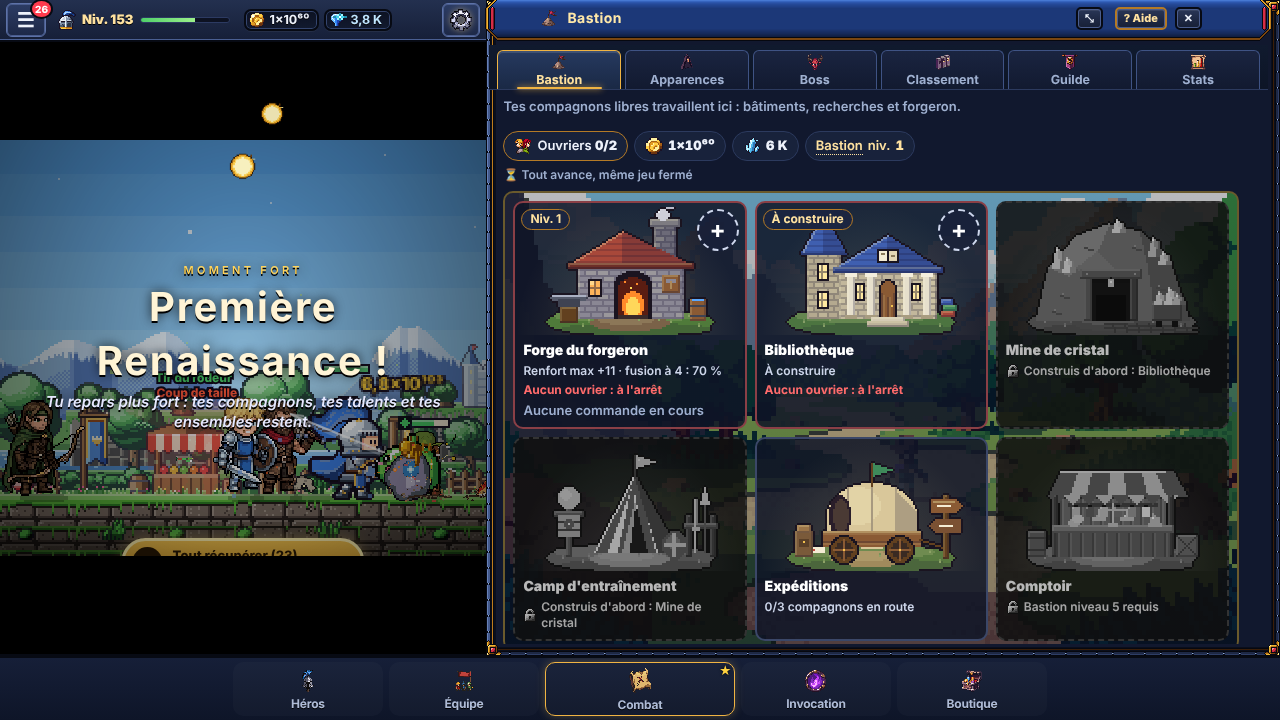 26
Niv. 153
1×10⁶⁰
3,8 K
Bastion
? Aide
Bastion
Apparences
Boss
Classement
Guilde
Stats
Tes compagnons libres travaillent ici : bâtiments, recherches et forgeron.
Ouvriers 0/2
1×10⁶⁰
6 K
Bastion niv. 1
Tout avance, même jeu fermé
MOMENT FORT
Première
Renaissance !
Tir du rôdeur
Coup de taille
Tu repars plus fort : tes compagnons, tes talents et tes
ensembles restent.
Tout récupérer (23)
Niv. 1
Forge du forgeron
Renfort max +11 · fusion à 4 : 70 %
Aucun ouvrier : à l'arrêt
Aucune commande en cours
À construire
Bibliothèque
À construire
Aucun ouvrier : à l'arrêt
Mine de cristal
Construis d'abord : Bibliothèque
Camp d'entraînement
Construis d'abord : Mine de
cristal
Expéditions
0/3 compagnons en route
Comptoir
Bastion niveau 5 requis
Héros
Équipe
Combat
Invocation
Boutique